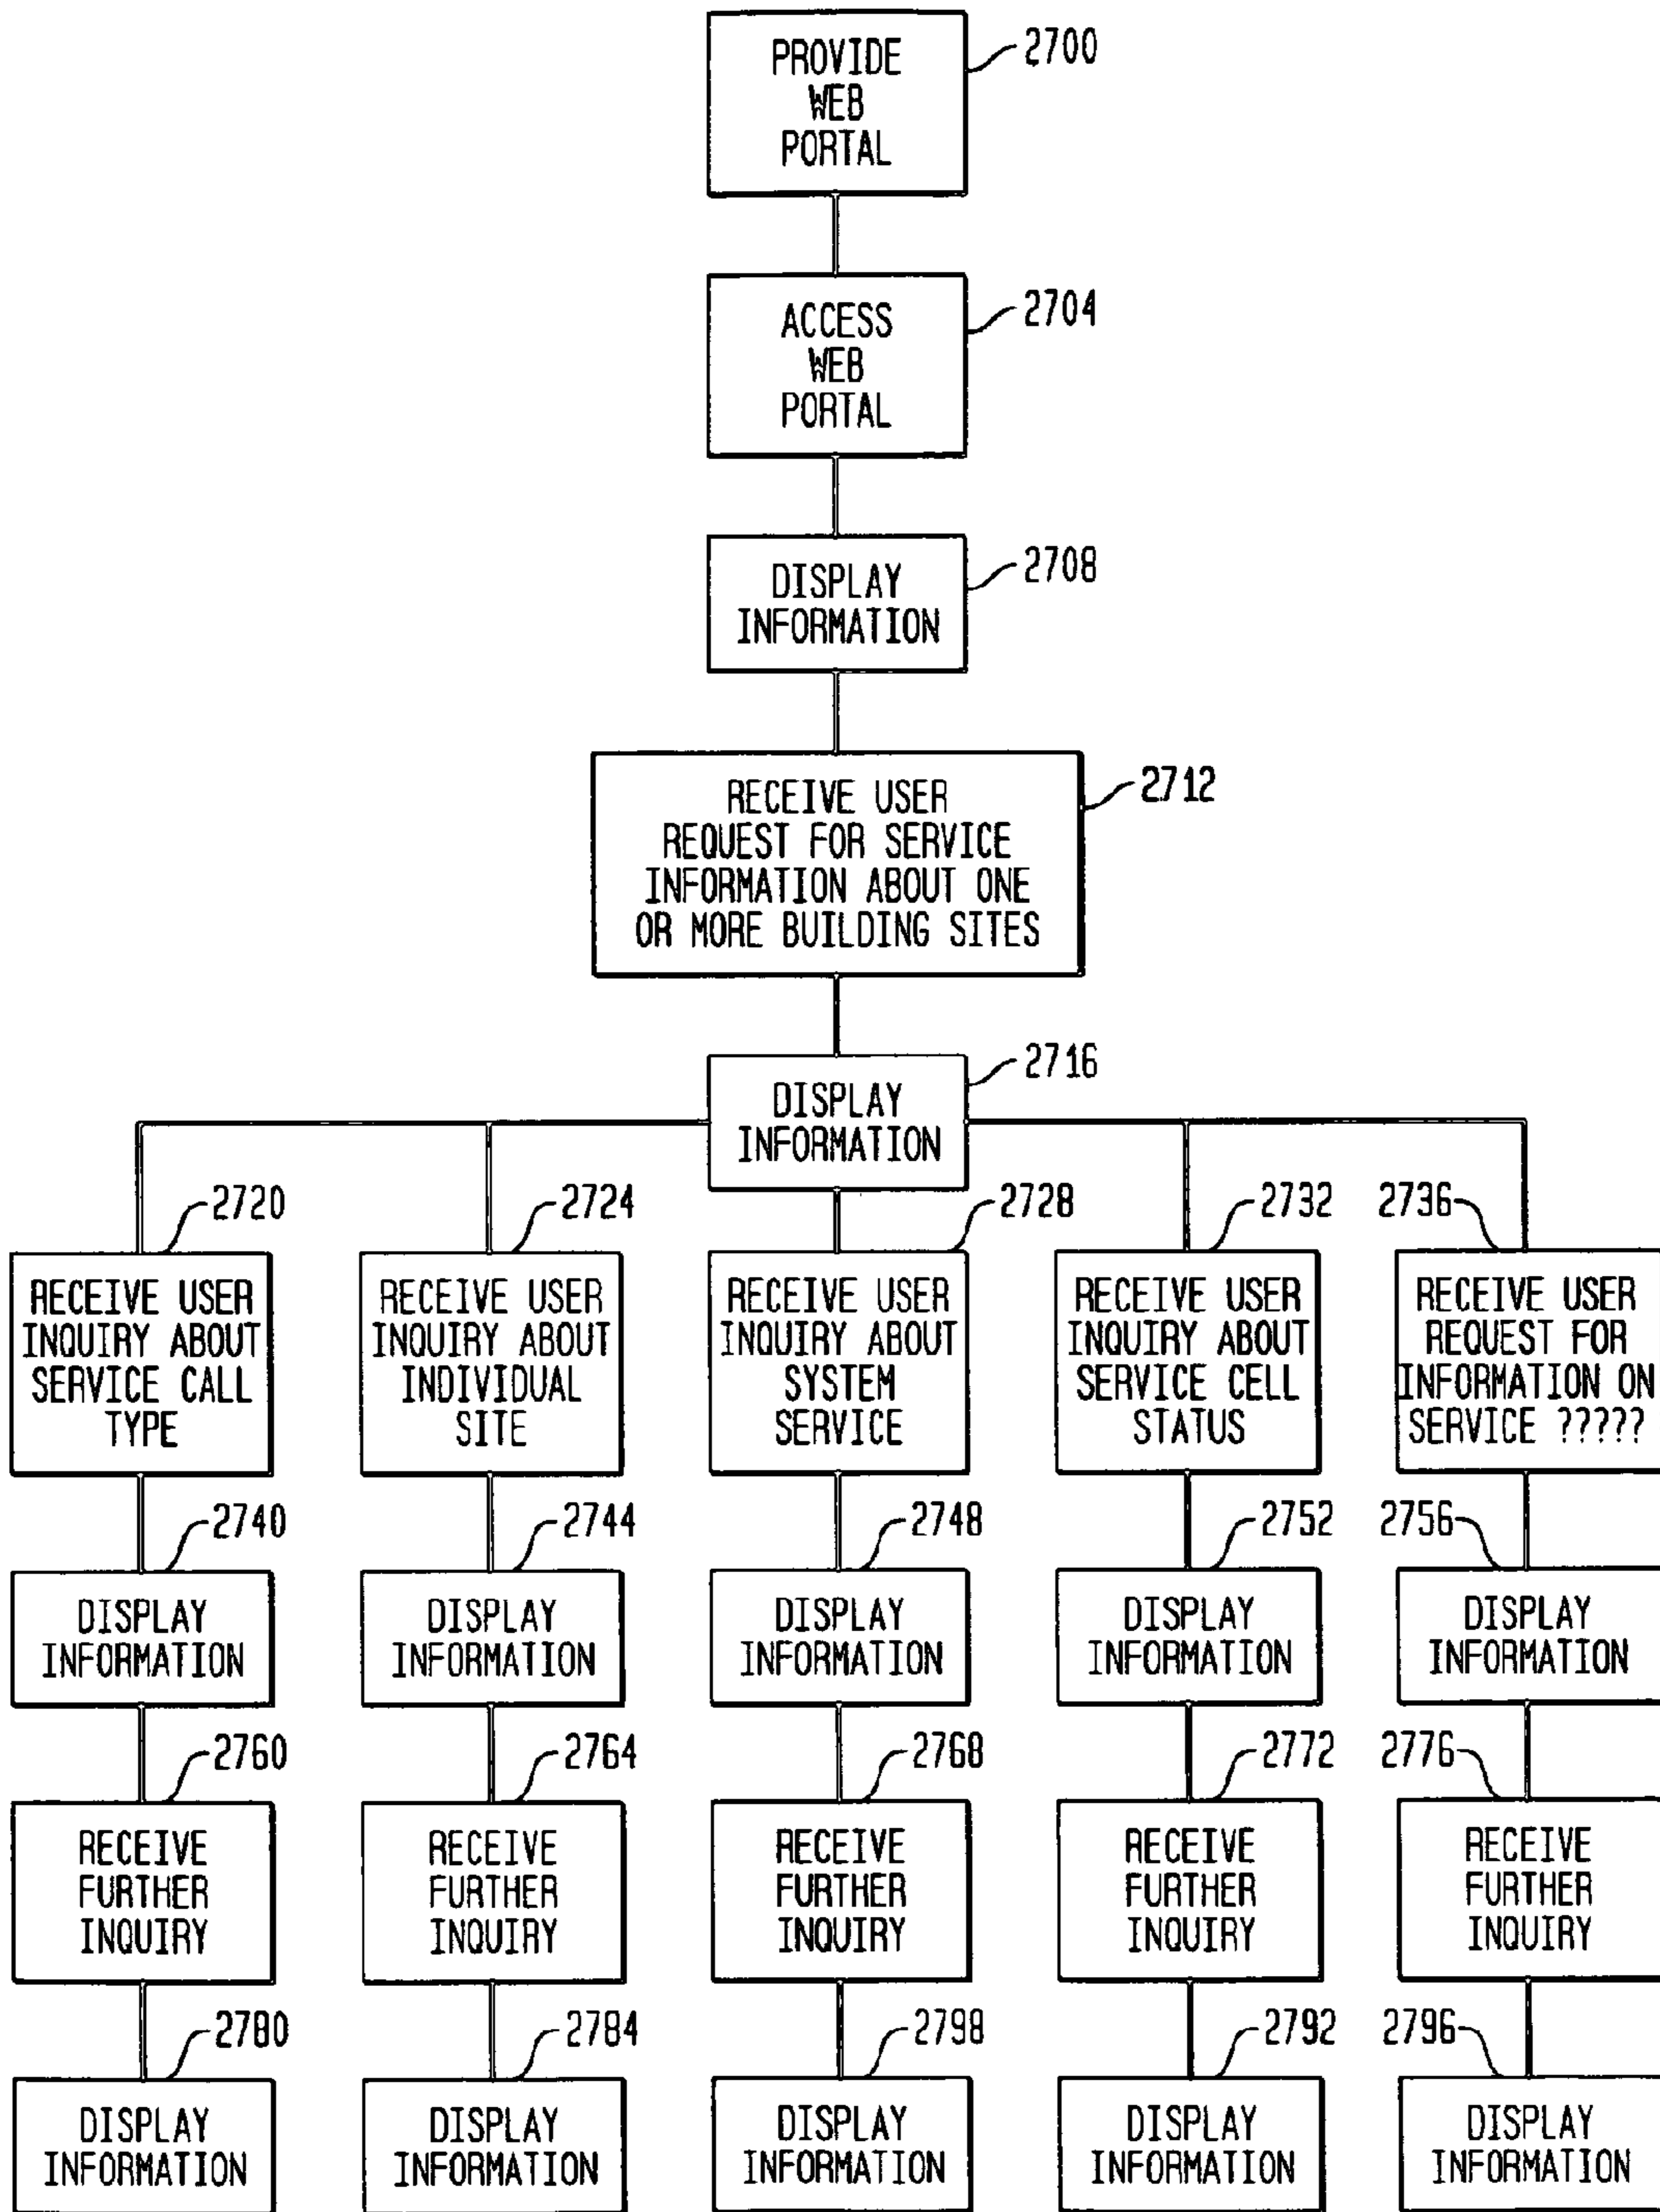 PROVIDE
WEB
PORTAL
2700
ACCESS
WEB
PORTAL
2704
DISPLAY
INFORMATION
2708
RECEIVE USER
REQUEST FOR SERVICE
INFORMATION ABOUT ONE
OR MORE BUILDING SITES
2712
DISPLAY
INFORMATION
2716
2720
RECEIVE USER
INQUIRY ABOUT
SERVICE CALL
TYPE
2724
RECEIVE USER
INQUIRY ABOUT
INDIVIDUAL
SITE
2728
RECEIVE USER
INQUIRY ABOUT
SYSTEM
SERVICE
2732
RECEIVE USER
INQUIRY ABOUT
SERVICE CELL
STATUS
2736
RECEIVE USER
REQUEST FOR
INFORMATION ON
SERVICE ?????
2740
DISPLAY
INFORMATION
2744
DISPLAY
INFORMATION
2748
DISPLAY
INFORMATION
2752
DISPLAY
INFORMATION
2756
DISPLAY
INFORMATION
2760
RECEIVE
FURTHER
INQUIRY
2764
RECEIVE
FURTHER
INQUIRY
2768
RECEIVE
FURTHER
INQUIRY
2772
RECEIVE
FURTHER
INQUIRY
2776
RECEIVE
FURTHER
INQUIRY
2780
DISPLAY
INFORMATION
2784
DISPLAY
INFORMATION
2798
DISPLAY
INFORMATION
2792
DISPLAY
INFORMATION
2796
DISPLAY
INFORMATION